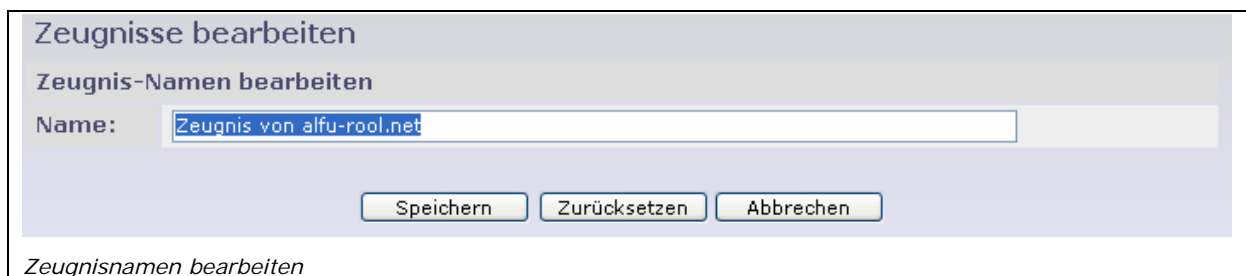 Zeugnisse bearbeiten
Zeugnis-Namen bearbeiten
Name: Zeugnis von alfu-rool.net
Speichern Zurücksetzen Abbrechen
Zeugnisnamen bearbeiten